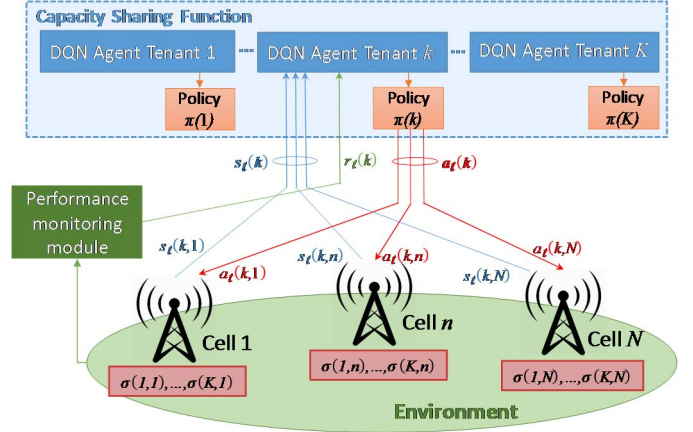 Capacity Sharing Function
DQN Agent Tenant 1 ... DQN Agent Tenant k ... DQN Agent Tenant K
Policy π(1)
Policy π(k)
Policy π(K)
s_t(k)
r_t(k)
a_t(k)
Performance
monitoring
module
s_t(k,1)
a_t(k,1)
s_t(k,n)
a_t(k,n)
s_t(k,N)
a_t(k,N)
Cell 1
Cell n
Cell N
σ(1,1),...,σ(K,1)
σ(1,n),...,σ(K,n)
σ(1,N),...,σ(K,N)
Environment